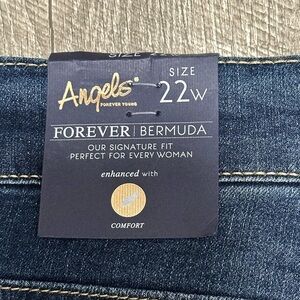 Angels
FOREVER YOUNG
SIZE
22W
FOREVER | BERMUDA
OUR SIGNATURE FIT
PERFECT FOR EVERY WOMAN
enhanced with
COMFORT